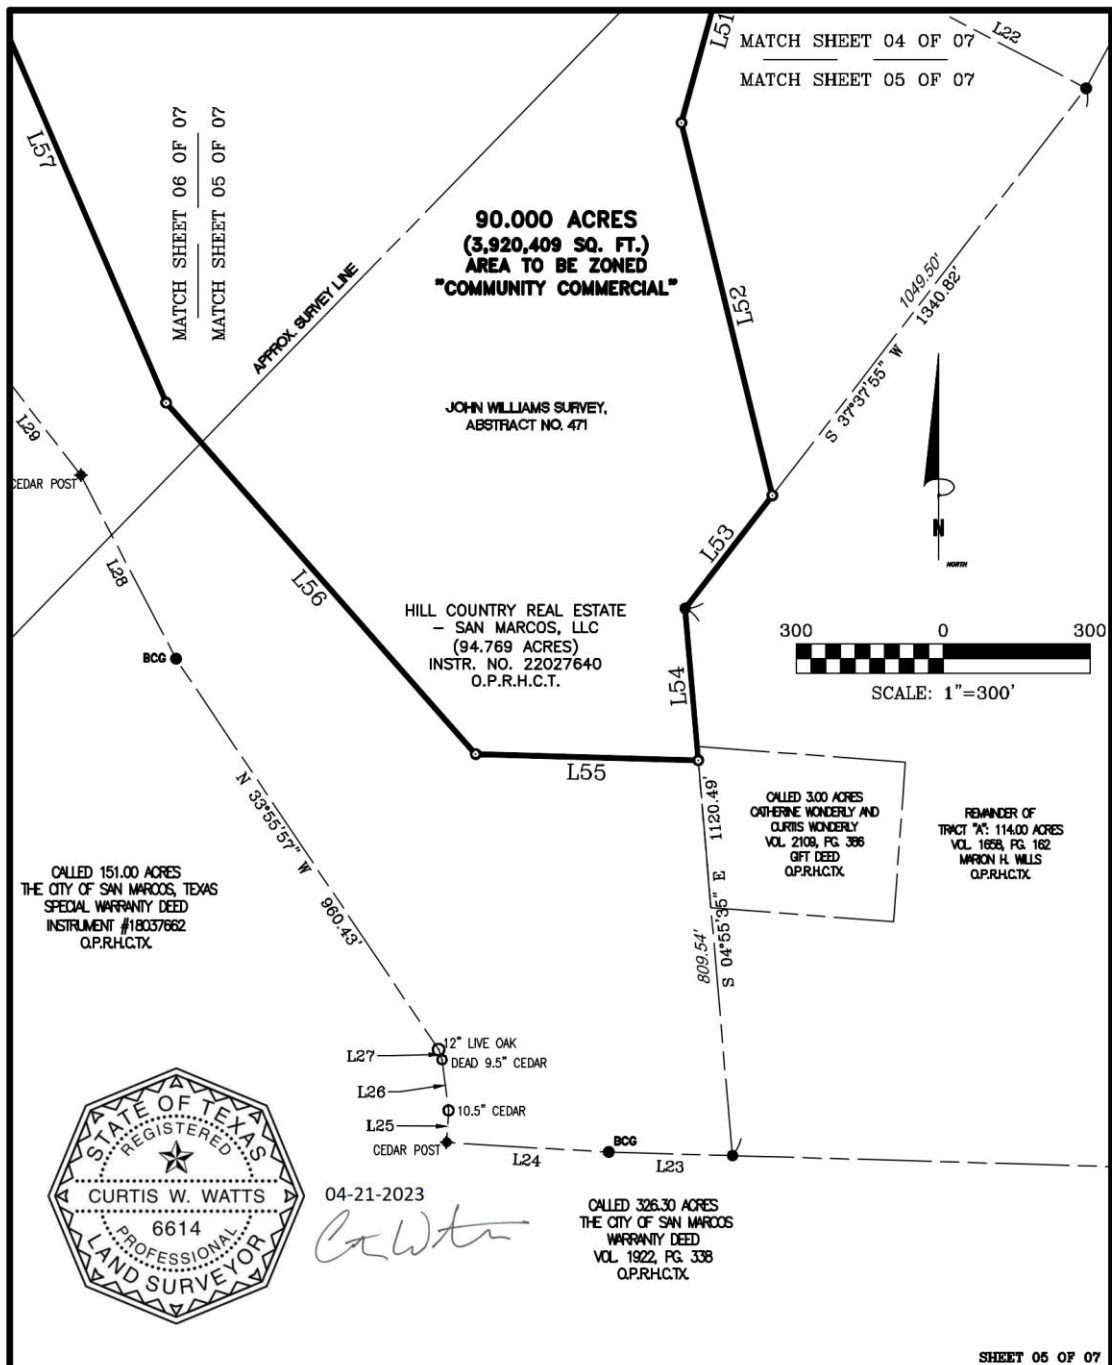 L51
MATCH SHEET 04 OF 07
MATCH SHEET 05 OF 07
L22
L57
MATCH SHEET 06 OF 07
MATCH SHEET 05 OF 07
90.000 ACRES
(3,920,409 SQ. FT.)
AREA TO BE ZONED
"COMMUNITY COMMERCIAL"
APPROX. SURVEY LINE
L52
1049.50'
S 37°37'55" W 1340.82'
JOHN WILLIAMS SURVEY,
ABSTRACT NO. 471
L29
CEDAR POST
L28
N
NORTH
L53
L56
HILL COUNTRY REAL ESTATE
– SAN MARCOS, LLC
(94.769 ACRES)
INSTR. NO. 22027640
O.P.R.H.C.T.
BCG
300 0 300
SCALE: 1"=300'
L54
L55
N 33°55'57" W 960.43'
CALLED 3.00 ACRES
CATHERINE WONDERLY AND
CURTIS WONDERLY
VOL. 2109, PG. 386
GIFT DEED
O.P.R.H.C.TX.
REMAINDER OF
TRACT "A": 114.00 ACRES
VOL. 1658, PG. 162
MARION H. WILLS
O.P.R.H.C.TX.
809.54'
S 04°55'35" E 1120.49'
CALLED 151.00 ACRES
THE CITY OF SAN MARCOS, TEXAS
SPECIAL WARRANTY DEED
INSTRUMENT #18037662
O.P.R.H.C.TX.
12" LIVE OAK
L27
DEAD 9.5" CEDAR
L26
10.5" CEDAR
L25
CEDAR POST
L24
BCG
L23
STATE OF TEXAS
REGISTERED
CURTIS W. WATTS
6614
PROFESSIONAL
LAND SURVEYOR
04-21-2023
CALLED 326.30 ACRES
THE CITY OF SAN MARCOS
WARRANTY DEED
VOL. 1922, PG. 338
O.P.R.H.C.TX.
SHEET 05 OF 07